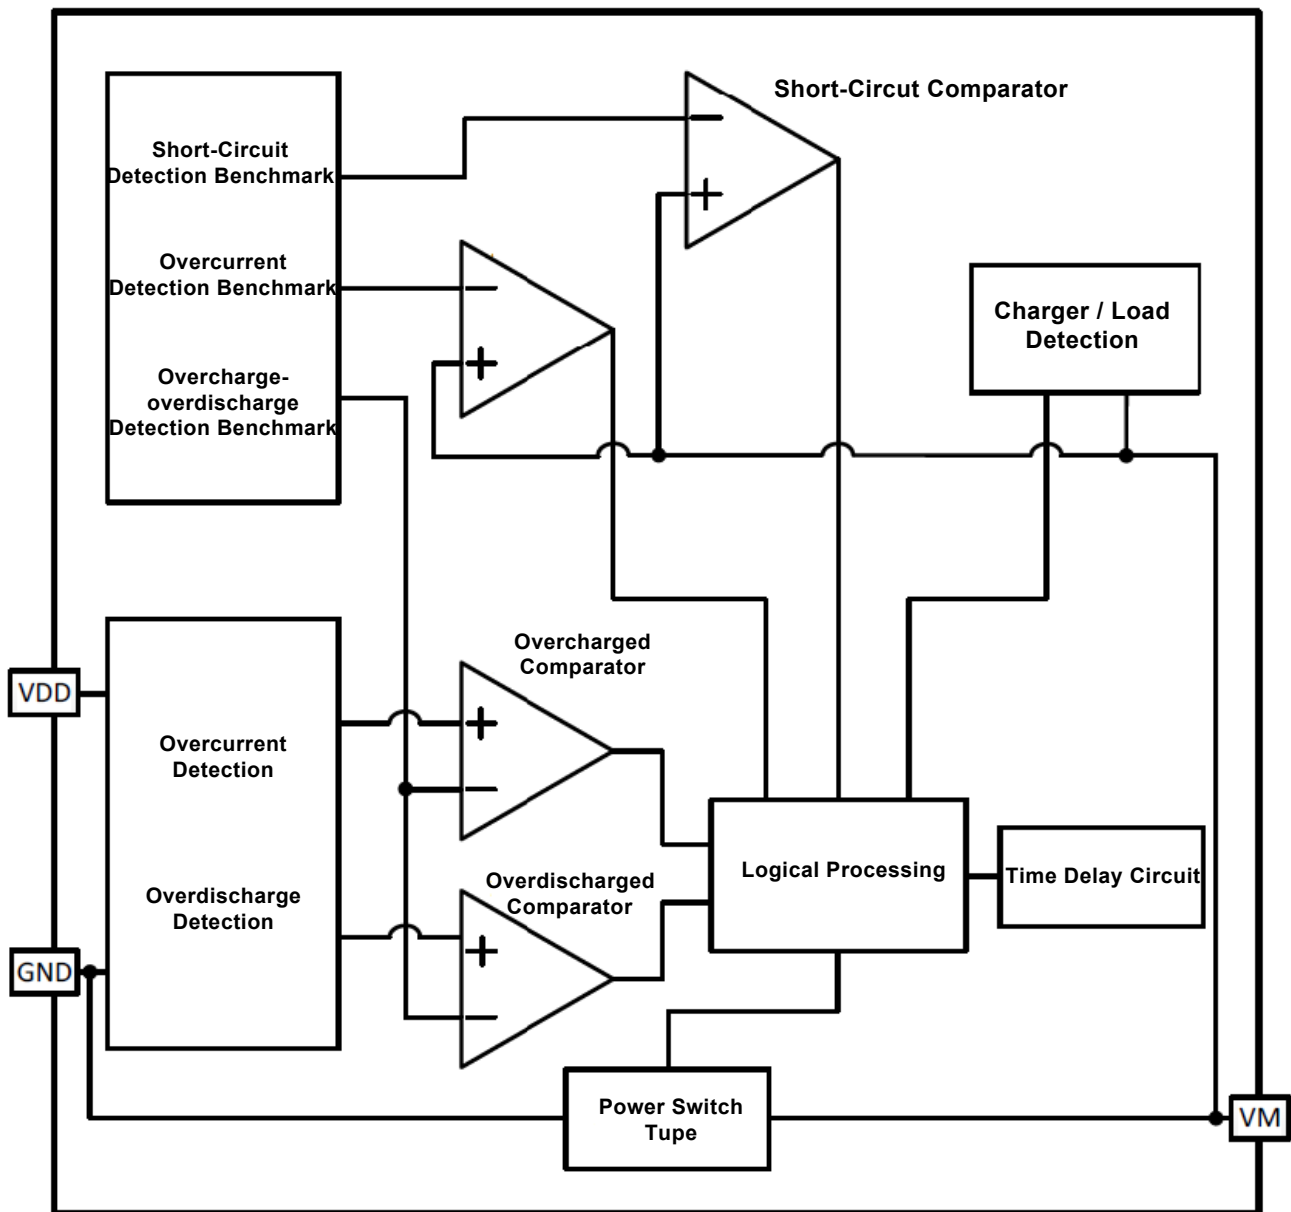 Short-Circut Comparator
Short-Circuit
Detection Benchmark
Overcurrent
Detection Benchmark
Overcharge-
overdischarge
Detection Benchmark
Charger / Load
Detection
VDD
Overcurrent
Detection
Overdischarge
Detection
GND
Overcharged
Comparator
Overdischarged
Comparator
Logical Processing
Time Delay Circuit
Power Switch
Tupe
VM